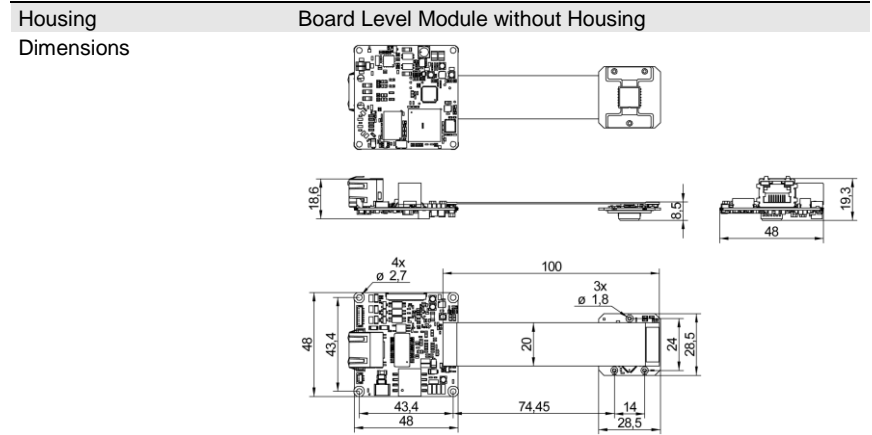 Housing Board Level Module without Housing
Dimensions
18,6
8,5
19,3
48
4x
ø 2,7
100
3x
ø 1,8
48
43,4
20
24
28,5
43,4
74,45
14
48
28,5